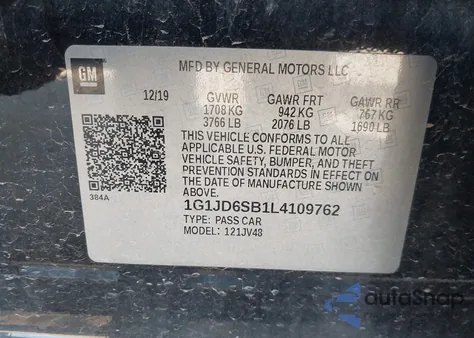 GM
MFD BY GENERAL MOTORS LLC
12/19 GVWR GAWR FRT GAWR RR
1708 KG 942 KG 767 KG
3766 LB 2076 LB 1690 LB
THIS VEHICLE CONFORMS TO ALL
APPLICABLE U.S. FEDERAL MOTOR
VEHICLE SAFETY, BUMPER, AND THEFT
PREVENTION STANDARDS IN EFFECT ON
THE DATE OF MANUFACTURE SHOWN
ABOVE.
384A
1G1JD6SB1L4109762
TYPE: PASS CAR
MODEL: 121JV48
autoSnap